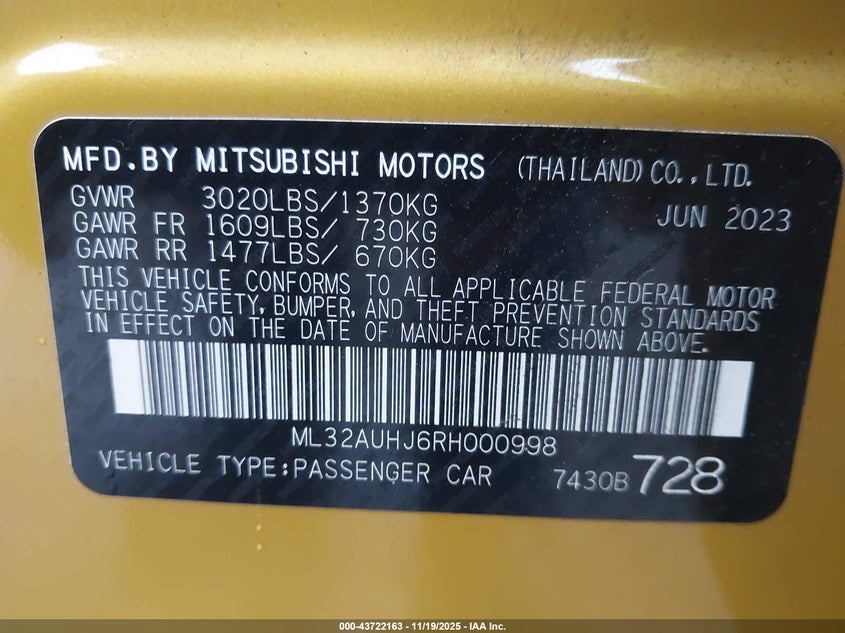 MFD.BY MITSUBISHI MOTORS (THAILAND) CO.,LTD.
GVWR 3020LBS/1370KG JUN 2023
GAWR FR 1609LBS/ 730KG
GAWR RR 1477LBS/ 670KG
THIS VEHICLE CONFORMS TO ALL APPLICABLE FEDERAL MOTOR
VEHICLE SAFETY, BUMPER, AND THEFT PREVENTION STANDARDS
IN EFFECT ON THE DATE OF MANUFACTURE SHOWN ABOVE.
ML32AUHJ6RH000998
VEHICLE TYPE:PASSENGER CAR 7430B 728
000-43722163 - 11/19/2025 - IAA Inc.